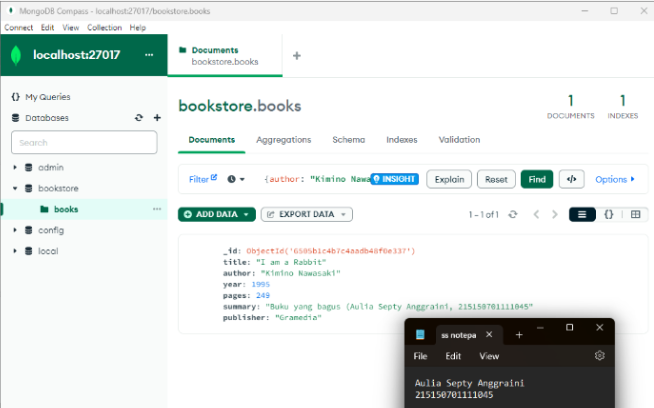 MongoDB Compass - localhost:27017/bookstore.books
Connect Edit View Collection Help
localhost:27017 ...
Documents
bookstore.books
+
{} My Queries
Databases
Search
admin
bookstore
books ...
config
local
bookstore.books
1 DOCUMENTS
1 INDEXES
Documents Aggregations Schema Indexes Validation
Filter {author: "Kimino Nawa INSIGHT Explain Reset Find </> Options
ADD DATA EXPORT DATA 1-1 of 1 {}
_id: ObjectId('6505b1c4b7c4aadb48f0e337')
title: "I am a Rabbit"
author: "Kimino Nawasaki"
year: 1995
pages: 249
summary: "Buku yang bagus (Aulia Septy Anggraini, 215150701111045"
publisher: "Gramedia"
ss notepa
File Edit View
Aulia Septy Anggraini
215150701111045